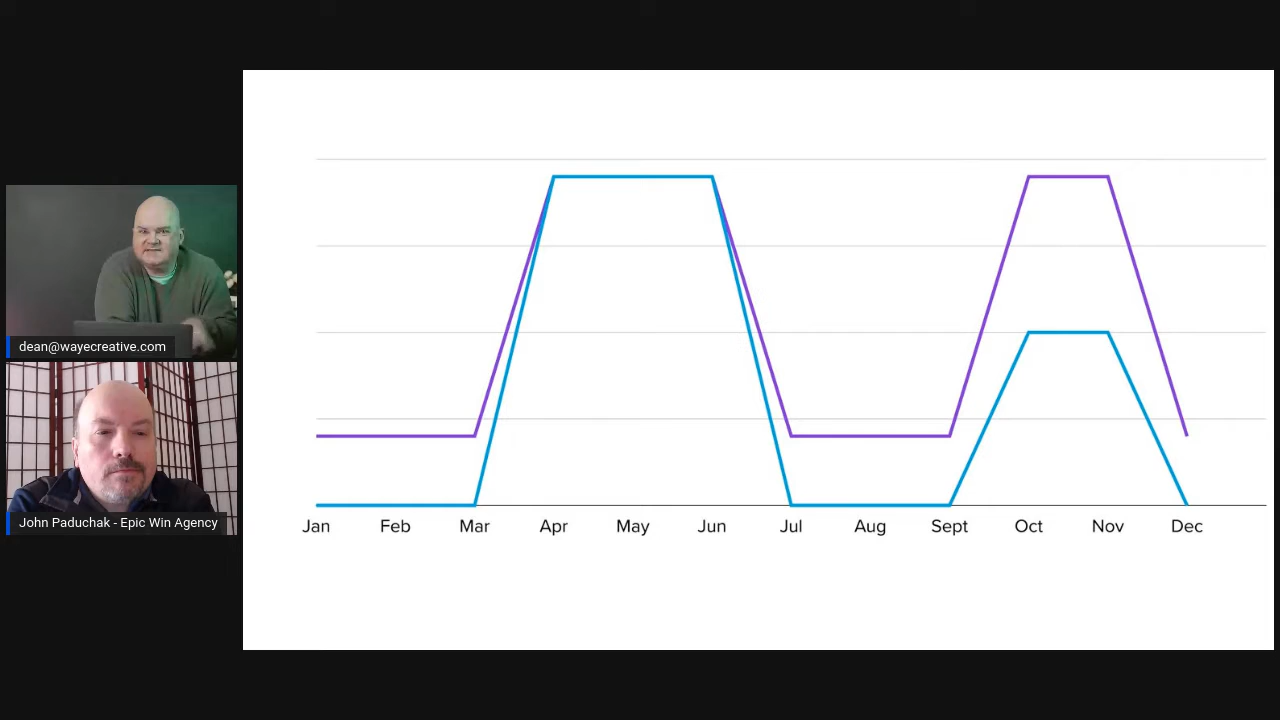 dean@wayecreative.com
John Paduchak - Epic Win Agency
Jan Feb Mar Apr May Jun Jul Aug Sept Oct Nov Dec